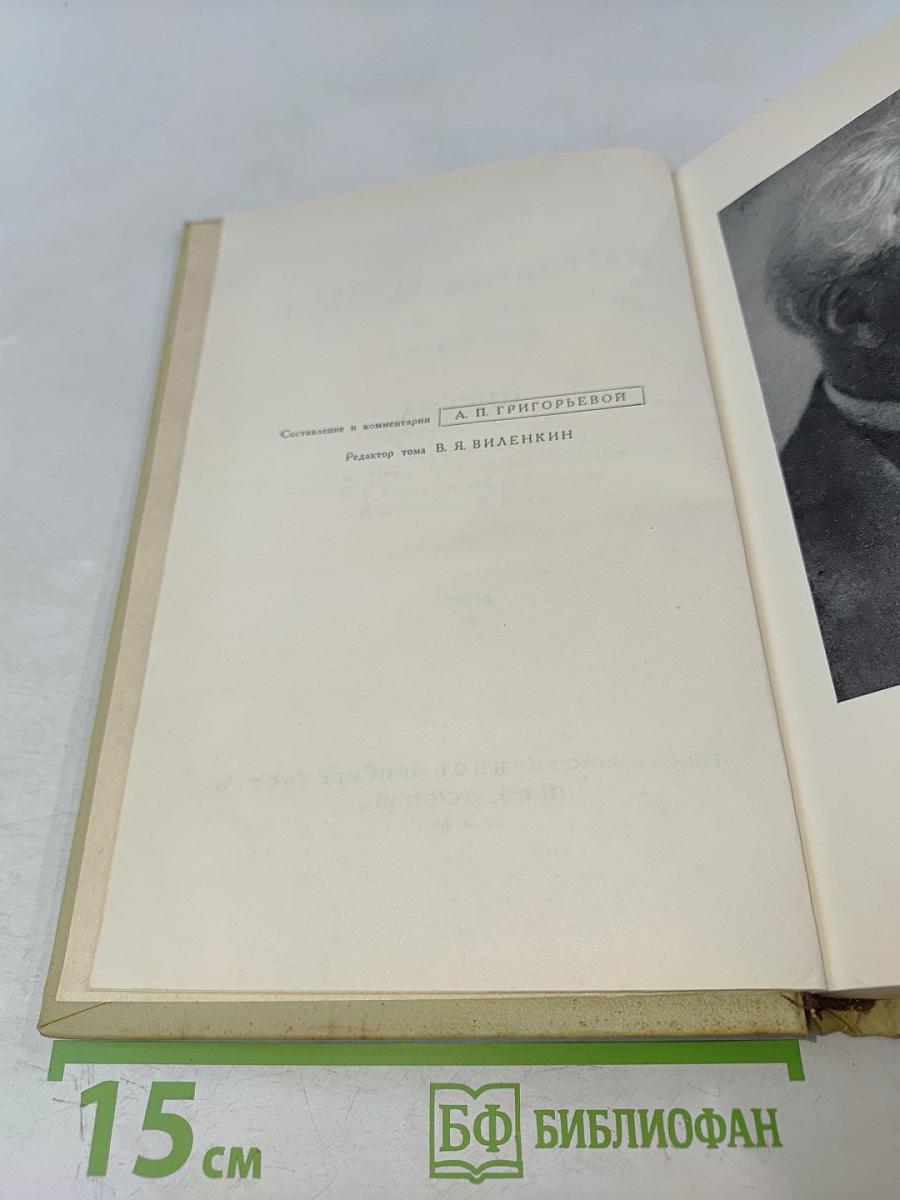 Составление и комментарии А. П. ГРИГОРЬЕВОЙ
Редактор тома В. Я. ВИЛЕНКИН
15 см
БФ БИБЛИОФАН